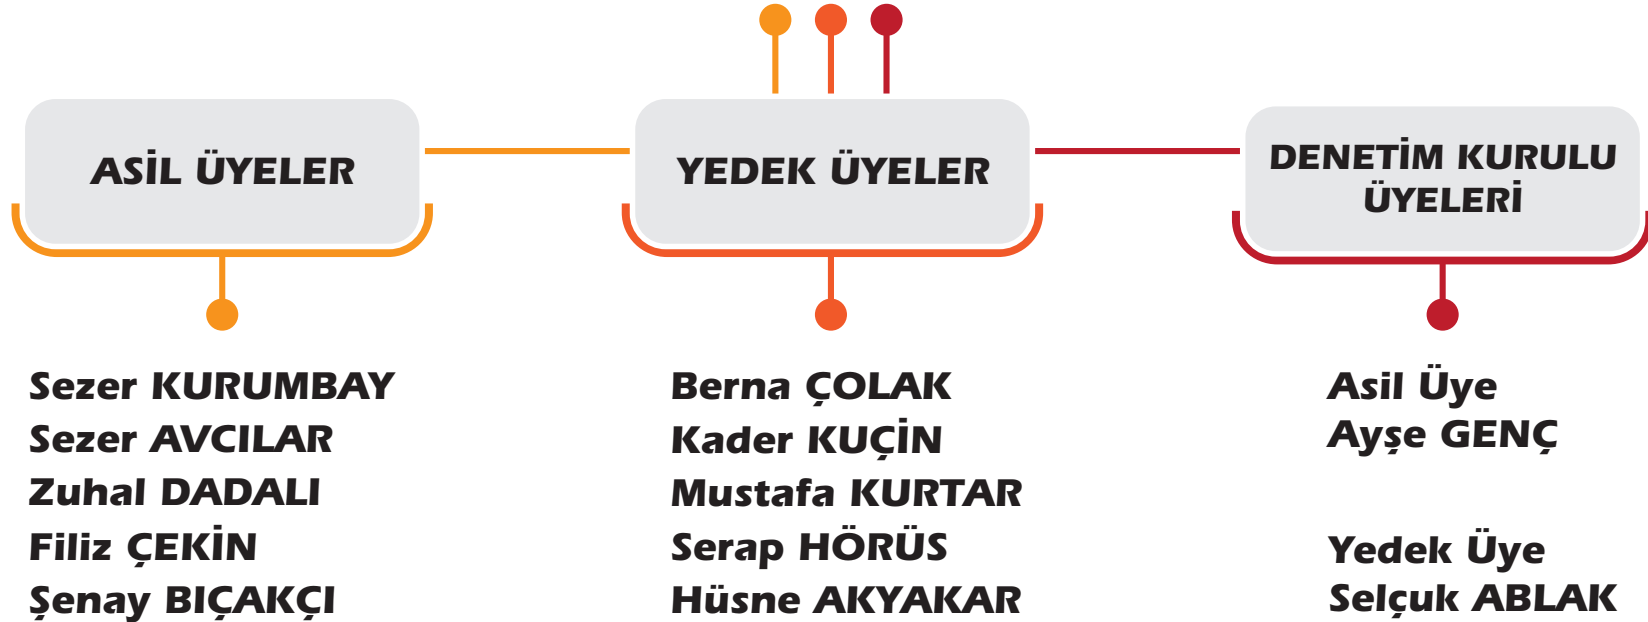 ASİL ÜYELER
Sezer KURUMBAY
Sezer AVCILAR
Zuhal DADALI
Filiz ÇEKİN
Şenay BIÇAKÇI
YEDEK ÜYELER
Berna ÇOLAK
Kader KUÇİN
Mustafa KURTAR
Serap HÖRÜS
Hüsne AKYAKAR
DENETİM KURULU
ÜYELERİ
Asil Üye
Ayşe GENÇ
Yedek Üye
Selçuk ABLAK